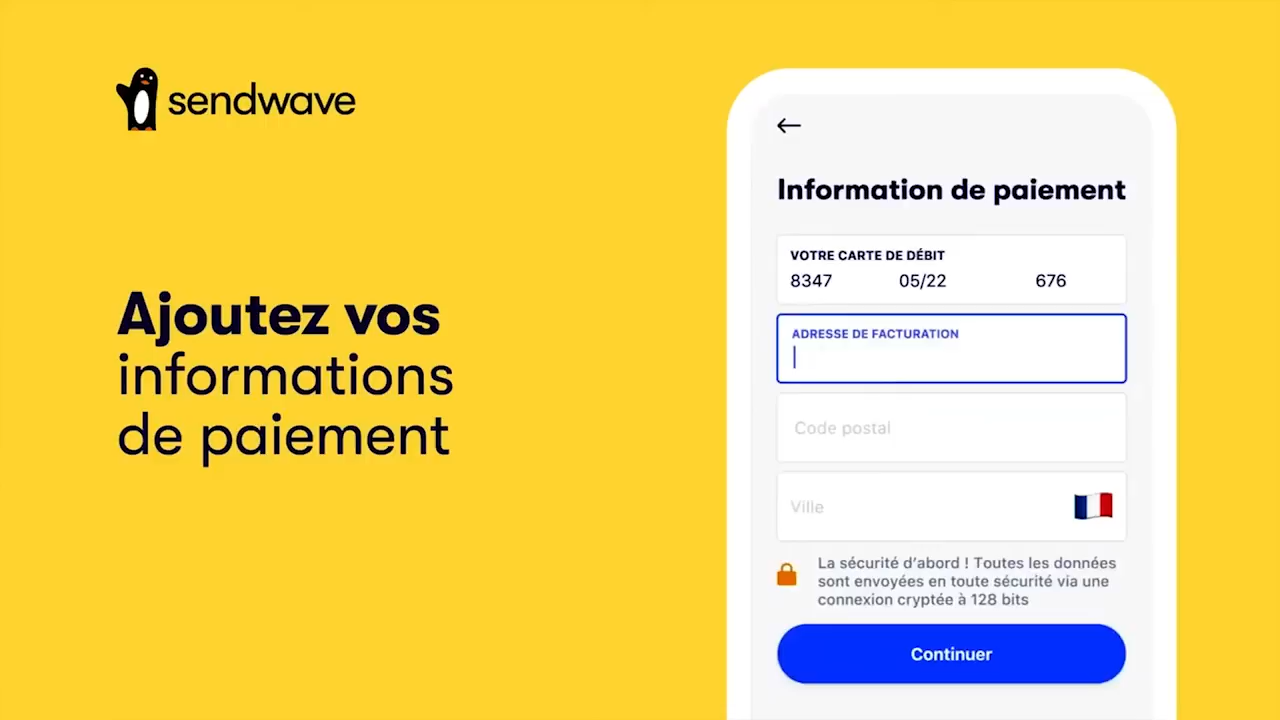 sendwave
Ajoutez vos
informations
de paiement
Information de paiement
VOTRE CARTE DE DÉBIT
8347 05/22 676
ADRESSE DE FACTURATION
Code postal
Ville
La sécurité d’abord ! Toutes les données
sont envoyées en toute sécurité via une
connexion cryptée à 128 bits
Continuer